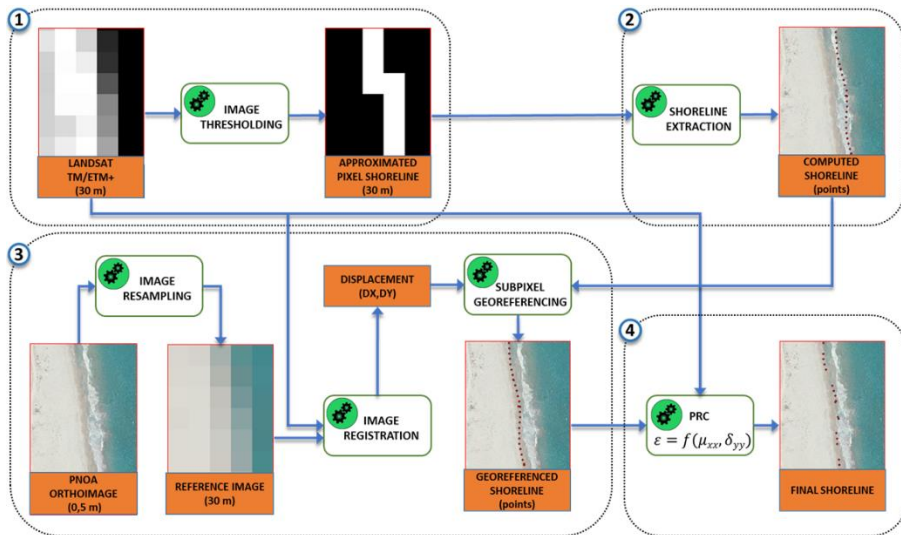 1
IMAGE
THRESHOLDING
LANDSAT
TM/ETM+
(30 m)
APPROXIMATED
PIXEL SHORELINE
(30 m)
2
SHORELINE
EXTRACTION
COMPUTED
SHORELINE
(points)
3
IMAGE
RESAMPLING
DISPLACEMENT
(DX,DY)
SUBPIXEL
GEOREFERENCING
PNOA
ORTHOIMAGE
(0,5 m)
REFERENCE IMAGE
(30 m)
IMAGE
REGISTRATION
GEOREFERENCED
SHORELINE
(points)
4
PRC
ε = f(μxx, δyy)
FINAL SHORELINE